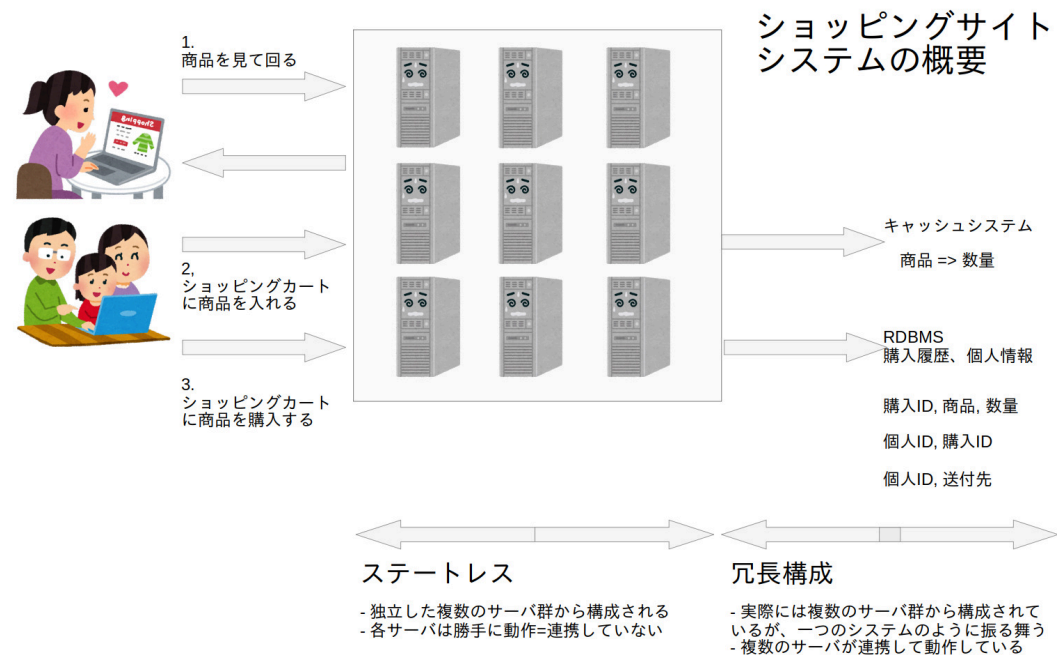 ショッピングサイト
システムの概要
1.
商品を見て回る
Shopping
2,
ショッピングカート
に商品を入れる
3.
ショッピングカート
に商品を購入する
キャッシュシステム
商品 => 数量
RDBMS
購入履歴、個人情報
購入ID, 商品, 数量
個人ID, 購入ID
個人ID, 送付先
ステートレス
- 独立した複数のサーバ群から構成される
- 各サーバは勝手に動作=連携していない
冗長構成
- 実際には複数のサーバ群から構成されて
いるが、一つのシステムのように振る舞う
- 複数のサーバが連携して動作している